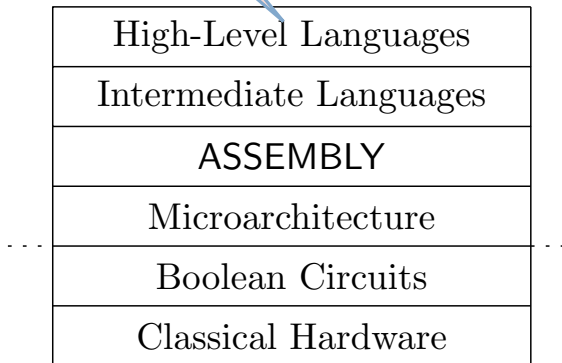 High-Level Languages
Intermediate Languages
ASSEMBLY
Microarchitecture
Boolean Circuits
Classical Hardware